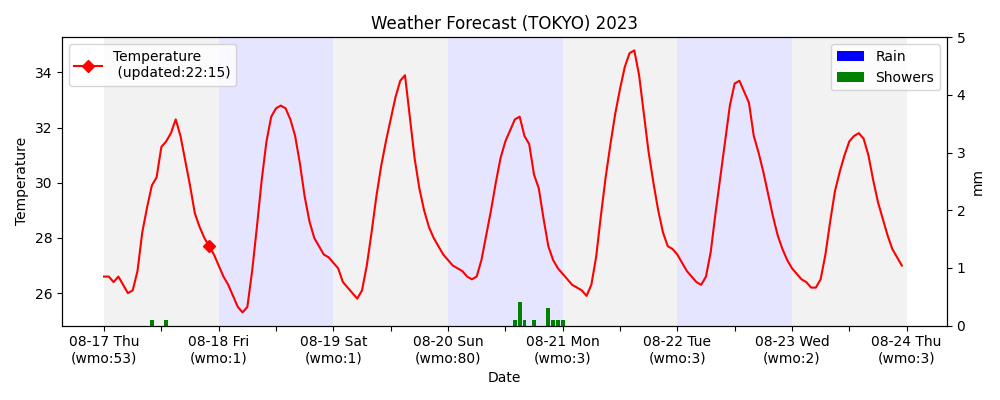 Weather Forecast (TOKYO) 2023
Temperature
(updated:22:15)
Rain
Showers
34
32
30
28
26
Temperature
5
4
3
2
1
0
mm
08-17 Thu
(wmo:53)
08-18 Fri
(wmo:1)
08-19 Sat
(wmo:1)
08-20 Sun
(wmo:80)
08-21 Mon
(wmo:3)
08-22 Tue
(wmo:3)
08-23 Wed
(wmo:2)
08-24 Thu
(wmo:3)
Date